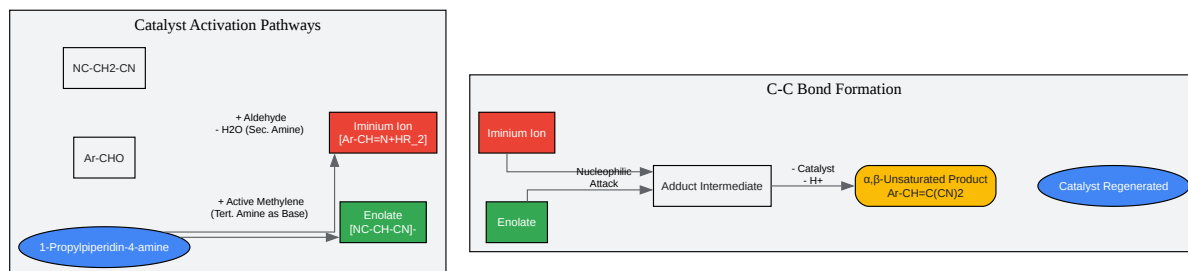 Catalyst Activation Pathways
NC-CH2-CN
Ar-CHO
+ Aldehyde
- H2O (Sec. Amine)
Iminium Ion
[Ar-CH=N+HR_2]
+ Active Methylene
(Tert. Amine as Base)
Enolate
[NC-CH-CN]-
1-Propylpiperidin-4-amine
C-C Bond Formation
Iminium Ion
Nucleophilic
Attack
Enolate
Adduct Intermediate
- Catalyst
- H+
α,β-Unsaturated Product
Ar-CH=C(CN)2
Catalyst Regenerated